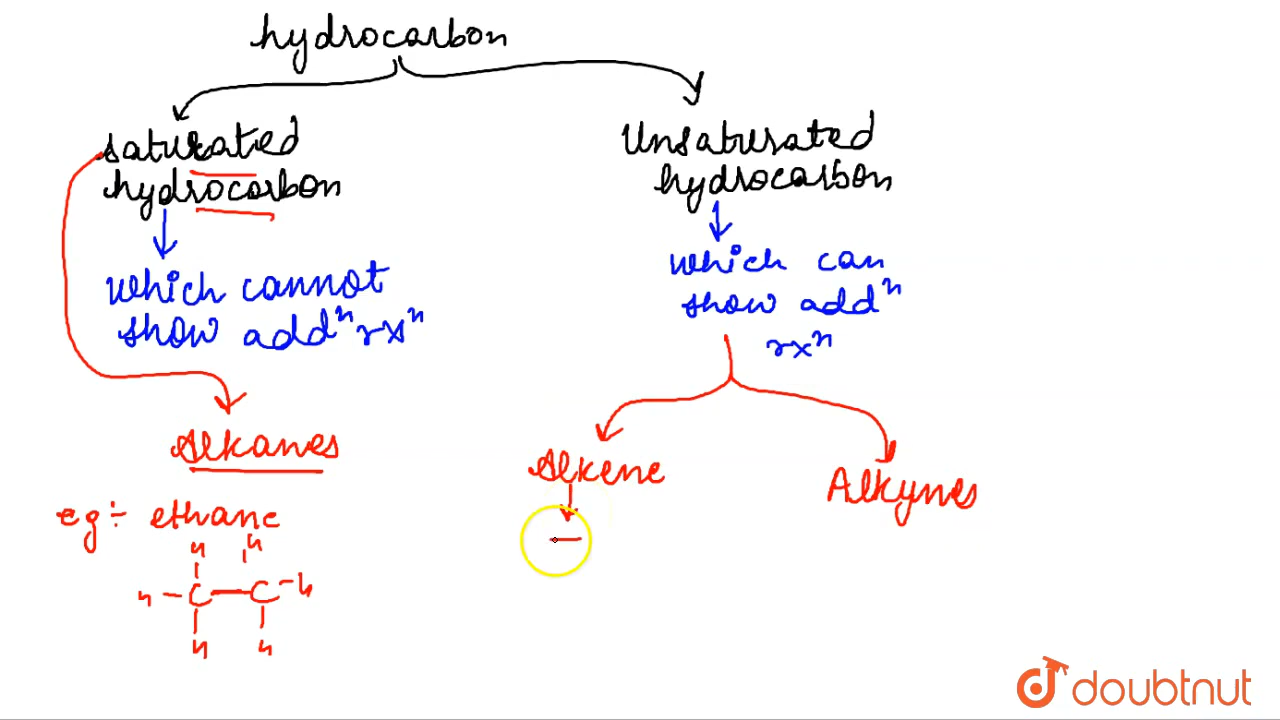 hydrocarbon
saturated
hydrocarbon
Unsaturated
hydrocarbon
which cannot
show addⁿ rxⁿ
which can
show addⁿ
rxⁿ
Alkanes
Alkene
Alkynes
eg÷ ethane
H H
H – C – C – H
H H
doubtnut